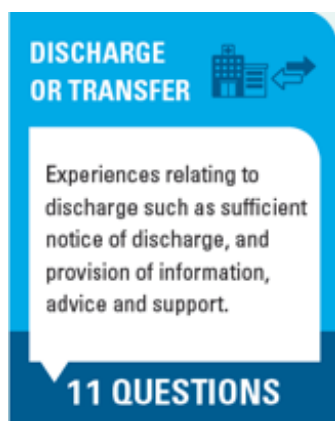 DISCHARGE
OR TRANSFER
Experiences relating to
discharge such as sufficient
notice of discharge, and
provision of information,
advice and support.
11 QUESTIONS